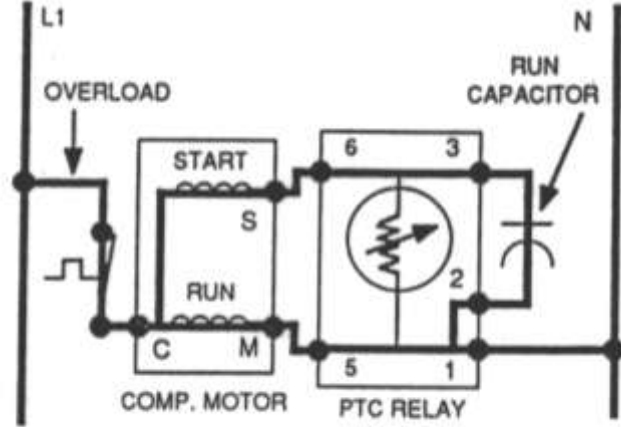 L1
N
OVERLOAD
RUN
CAPACITOR
START
6
3
S
2
RUN
C
M
5
1
COMP. MOTOR
PTC RELAY